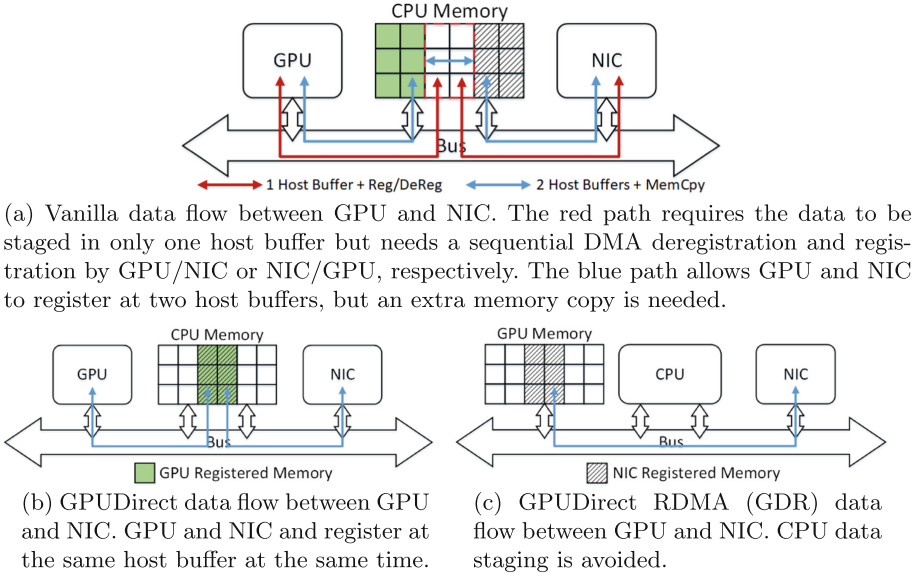 CPU Memory
GPU
NIC
Bus
1 Host Buffer + Reg/DeReg
2 Host Buffers + MemCpy
(a) Vanilla data flow between GPU and NIC. The red path requires the data to be
staged in only one host buffer but needs a sequential DMA deregistration and regis-
tration by GPU/NIC or NIC/GPU, respectively. The blue path allows GPU and NIC
to register at two host buffers, but an extra memory copy is needed.
CPU Memory
GPU
NIC
Bus
GPU Registered Memory
(b) GPUDirect data flow between GPU
and NIC. GPU and NIC and register at
the same host buffer at the same time.
GPU Memory
CPU
NIC
Bus
NIC Registered Memory
(c) GPUDirect RDMA (GDR) data
flow between GPU and NIC. CPU data
staging is avoided.